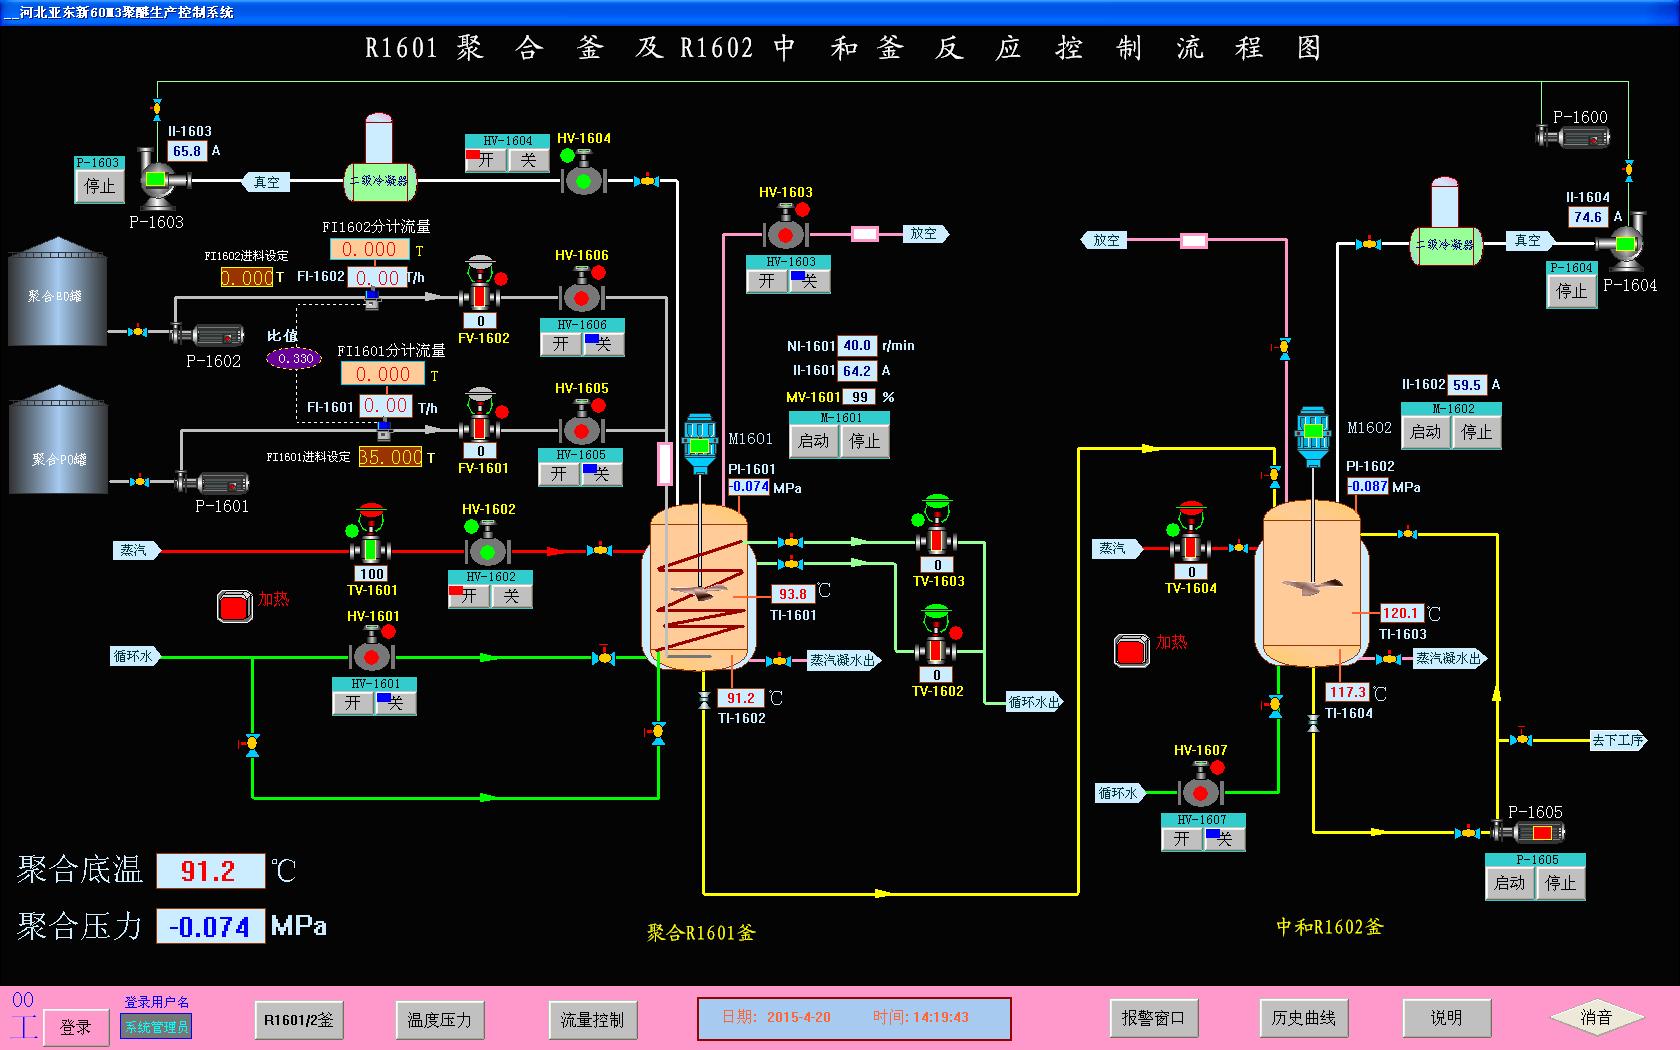 __河北亚东新60M3聚醚生产控制系统
R1601 聚合釜及R1602 中和釜反应控制流程图
P-1600
II-1603
65.8 A
P-1603
停止
P-1603
真空
二级冷凝器
HV-1604
开 关
HV-1604
HV-1603
放空
HV-1603
开 关
放空
二级冷凝器
真空
II-1604
74.6 A
P-1604
停止
P-1604
FI1602分计流量
0.000 T
FI1602进料设定
0.000 T
FI-1602 0.00 T/h
聚合EO罐
P-1602
比值
0.330
0
FV-1602
HV-1606
HV-1606
开 关
FI1601分计流量
0.000 T
FI-1601 0.00 T/h
FI1601进料设定 35.000 T
聚合PO罐
P-1601
0
FV-1601
HV-1605
HV-1605
开 关
NI-1601 40.0 r/min
II-1601 64.2 A
MV-1601 99 %
M-1601
启动 停止
M1601
PI-1601
-0.074 MPa
II-1602 59.5 A
M-1602
启动 停止
M1602
PI-1602
-0.087 MPa
蒸汽
100
TV-1601
HV-1602
HV-1602
开 关
加热
HV-1601
循环水
HV-1601
开 关
93.8 ℃
TI-1601
91.2 ℃
TI-1602
0
TV-1603
0
TV-1602
蒸汽凝水出
循环水出
蒸汽
0
TV-1604
加热
120.1 ℃
TI-1603
蒸汽凝水出
117.3 ℃
TI-1604
去下工序
HV-1607
循环水
HV-1607
开 关
P-1605
P-1605
启动 停止
聚合底温 91.2 ℃
聚合压力 -0.074 MPa
聚合R1601釜
中和R1602釜
00
工
登录
登录用户名
系统管理员
R1601/2釜
温度压力
流量控制
日期: 2015-4-20 时间: 14:19:43
报警窗口
历史曲线
说明
消音